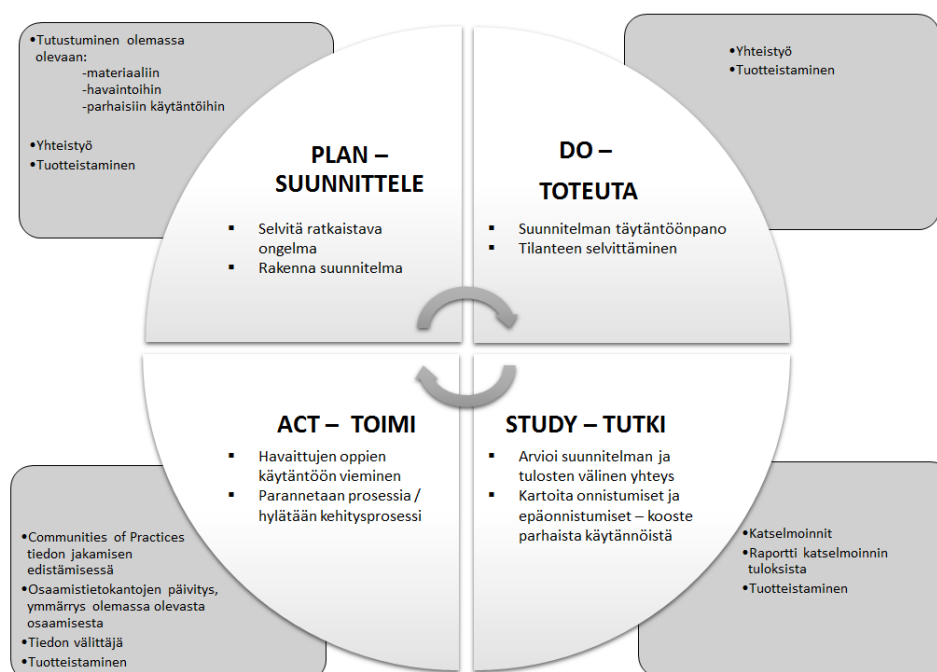 •Tutustuminen olemassa
olevaan:
-materiaaliin
-havaintoihin
-parhaisiin käytäntöihin
•Yhteistyö
•Tuotteistaminen
PLAN –
SUUNNITTELE
▪ Selvitä ratkaistava
ongelma
▪ Rakenna suunnitelma
•Yhteistyö
•Tuotteistaminen
DO –
TOTEUTA
▪ Suunnitelman täytäntöönpano
▪ Tilanteen selvittäminen
ACT – TOIMI
▪ Havaittujen oppien
käytäntöön vieminen
▪ Parannetaan prosessia /
hylätään kehitysprosessi
•Communities of Practices
tiedon jakamisen
edistämisessä
•Osaamistietokantojen päivitys,
ymmärrys olemassa olevasta
osaamisesta
•Tiedon välittäjä
•Tuotteistaminen
STUDY – TUTKI
▪ Arvioi suunnitelman ja
tulosten välinen yhteys
▪ Kartoita onnistumiset ja
epäonnistumiset – kooste
parhaista käytännöistä
•Katselmoinnit
•Raportti katselmoinnin
tuloksista
•Tuotteistaminen